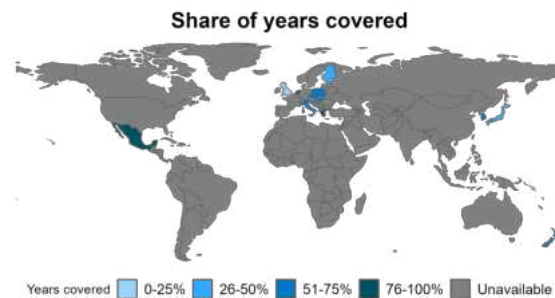 Share of years covered
Years covered 0-25% 26-50% 51-75% 76-100% Unavailable